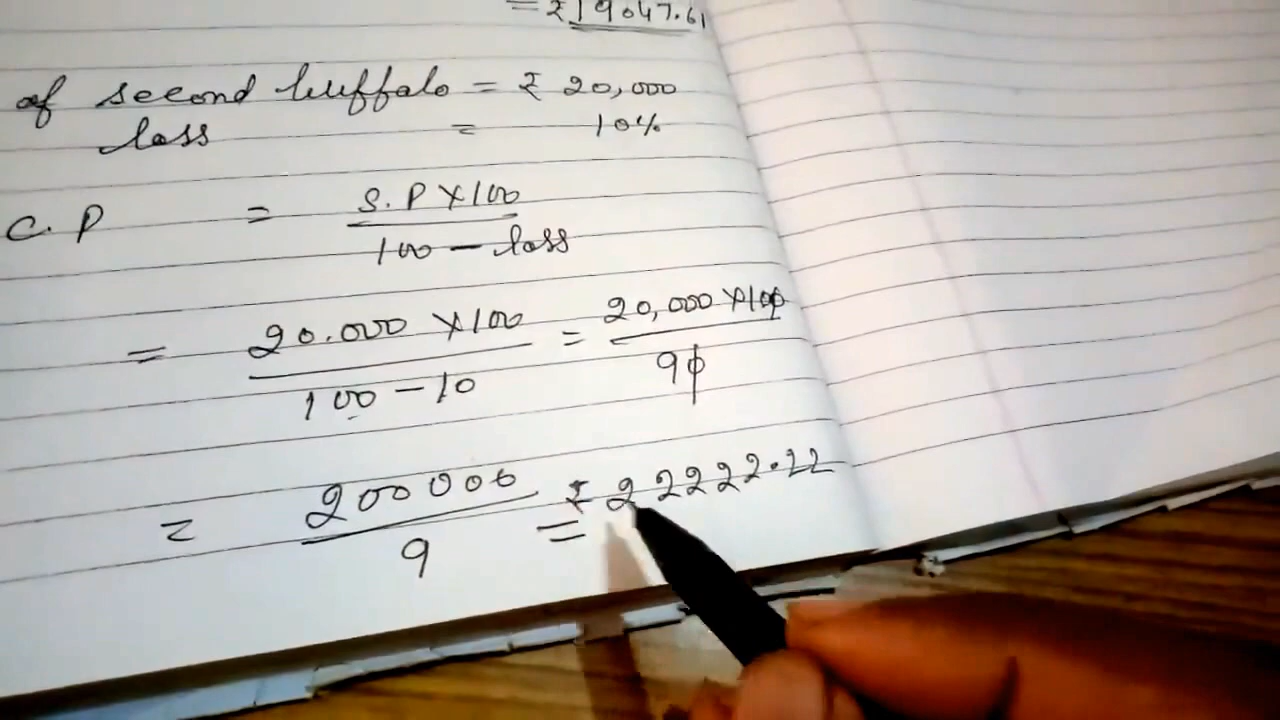 = ₹ 19047.61
of second buffalo = ₹ 20,000
loss = 10%
C.P = S.P × 100
100 - loss
= 20.000 × 100 = 20,000 × 100
100 - 10 90
= 200000 = ₹ 22222.22
9